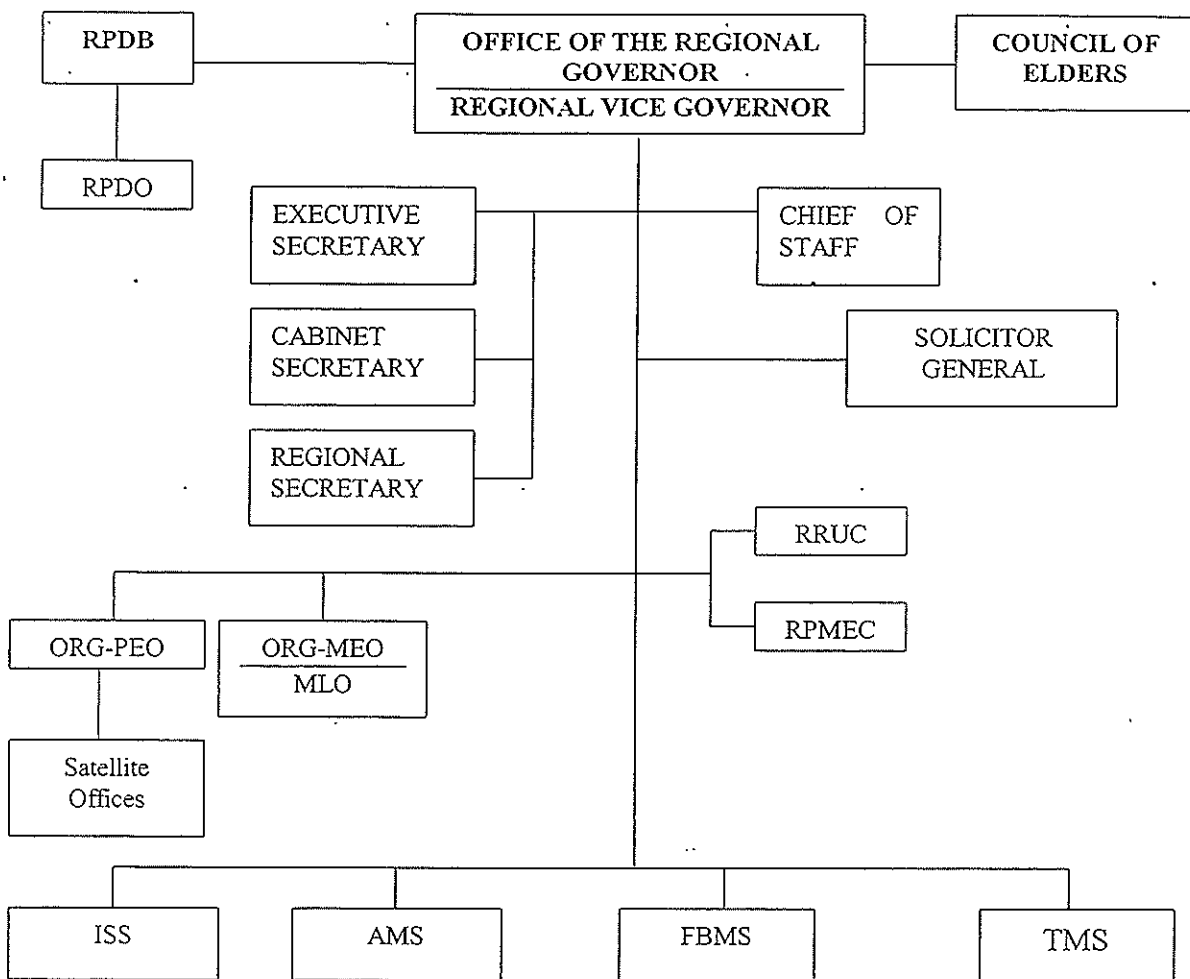 RPDB
OFFICE OF THE REGIONAL
GOVERNOR
REGIONAL VICE GOVERNOR
COUNCIL OF
ELDERS
RPDO
EXECUTIVE
SECRETARY
CHIEF OF
STAFF
CABINET
SECRETARY
SOLICITOR
GENERAL
REGIONAL
SECRETARY
RRUC
RPMEC
ORG-PEO
ORG-MEO
MLO
Satellite
Offices
ISS
AMS
FBMS
TMS